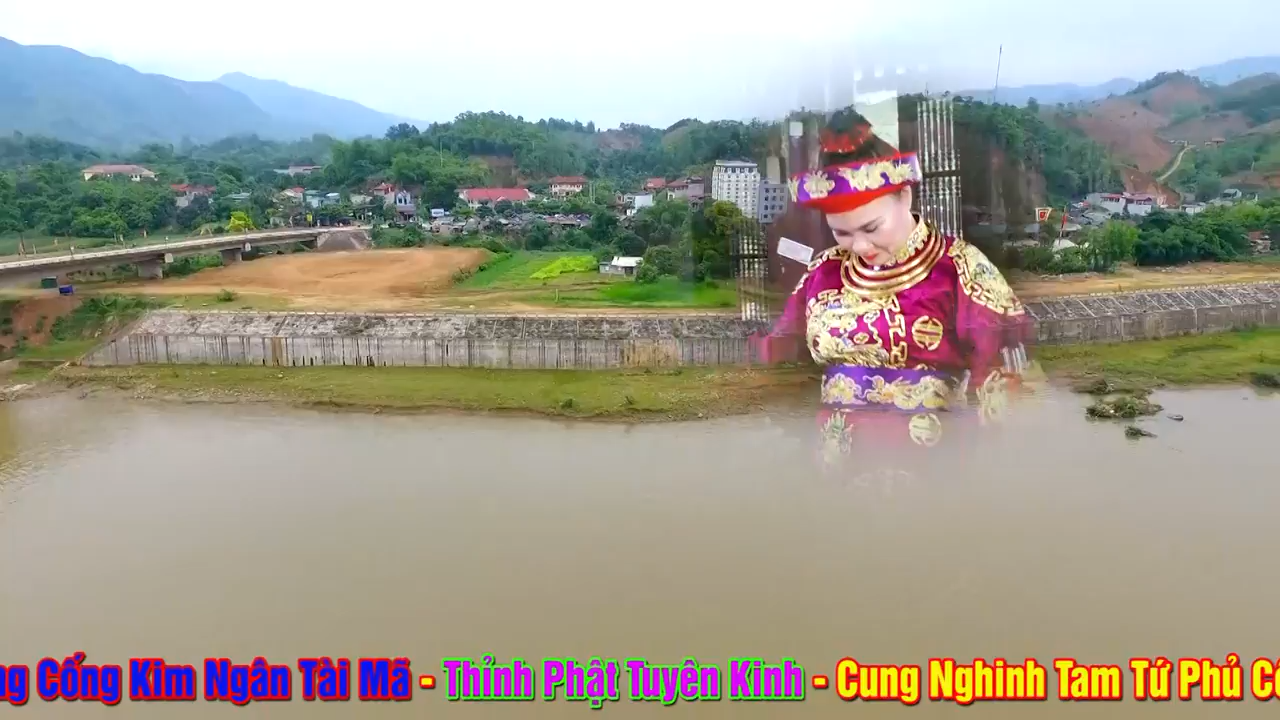 Cống Kim Ngân Tài Mã - Thỉnh Phật Tuyên Kinh - Cung Nghinh Tam Tứ Phủ